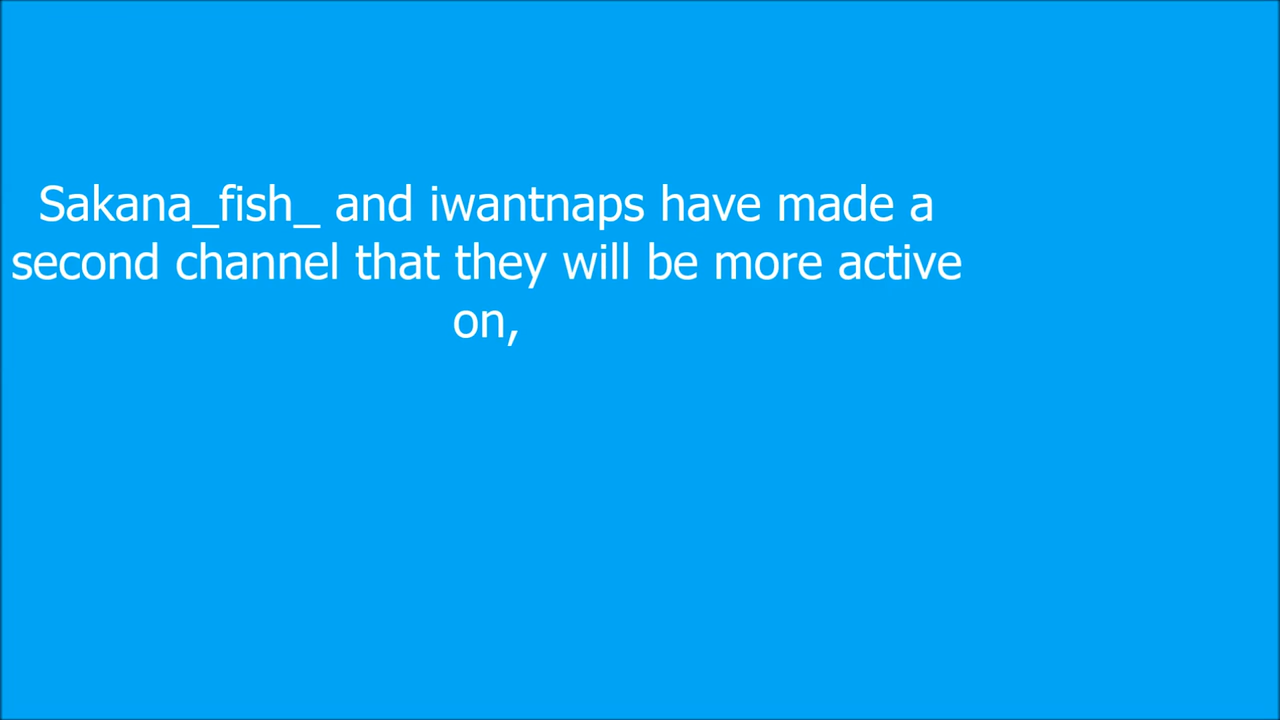 Sakana_fish_ and iwantnaps have made a
second channel that they will be more active
on,